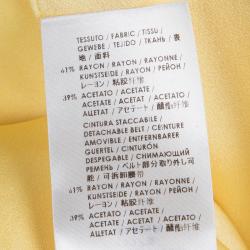 TESSUTO / FABRIC / TISSU /
GEWEBE / TEJIDO / ТКАНЬ / 表
地 / 面料
61% RAYON / RAYON / RAYONNE /
KUNSTSEIDE / RAYON / РЕЙОН /
レーヨン / 粘胶纤维
39% ACETATO / ACETATE /
ACETATE / ACETAT / ACETATO /
АЦЕТАТ / アセテート / 醋酯纤维
CINTURA STACCABILE /
DETACHABLE BELT / CEINTURE
AMOVIBLE / ENTFERNBARER
GUERTEL / CINTURÓN
DESPEGABLE / СНИМАЮЩИЙ
РЕМЕНЬ / ベルト部分取り外し可
能 / 可拆卸腰带
61% RAYON / RAYON / RAYONNE /
KUNSTSEIDE / RAYON / РЕЙОН /
レーヨン / 粘胶纤维
39% ACETATO / ACETATE /
ACETATE / ACETAT / ACETATO /
АЦЕТАТ / アセテート / 醋酯纤维